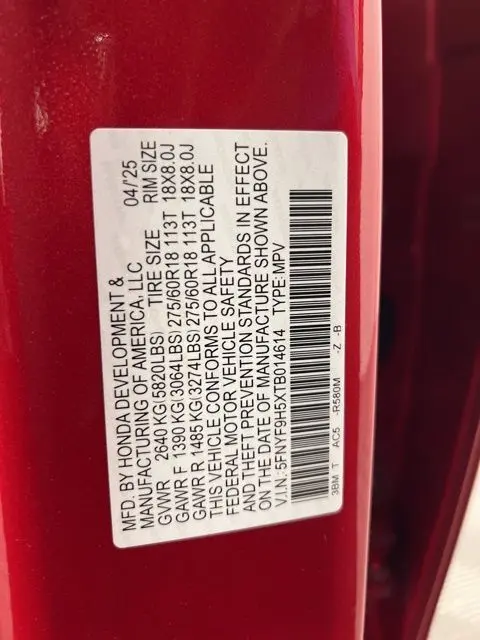 MFD. BY HONDA DEVELOPMENT & 04/25
MANUFACTURING OF AMERICA, LLC
GVWR 2640 KG(5820LBS) TIRE SIZE RIM SIZE
GAWR F 1390 KG(3064LBS) 275/60R18 113T 18X8.0J
GAWR R 1485 KG(3274LBS) 275/60R18 113T 18X8.0J
THIS VEHICLE CONFORMS TO ALL APPLICABLE
FEDERAL MOTOR VEHICLE SAFETY
AND THEFT PREVENTION STANDARDS IN EFFECT
ON THE DATE OF MANUFACTURE SHOWN ABOVE.
V.I.N.: 5FNYF9H5XTB014614 TYPE: MPV
3BM T AC5 -R580M -Z -B